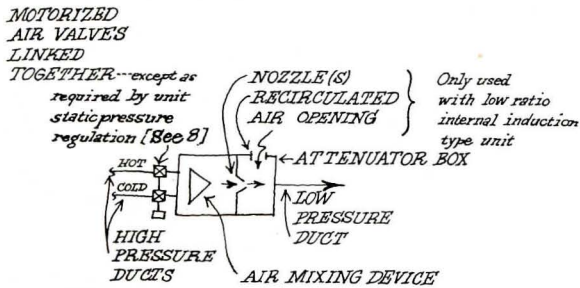 MOTORIZED
AIR VALVES
LINKED
TOGETHER---except as
required by unit
static pressure
regulation [See 8]
NOZZLE(S)
RECIRCULATED
AIR OPENING
Only used
with low ratio
internal induction
type unit
ATTENUATOR BOX
HOT
COLD
LOW
PRESSURE
DUCT
HIGH
PRESSURE
DUCTS
AIR MIXING DEVICE